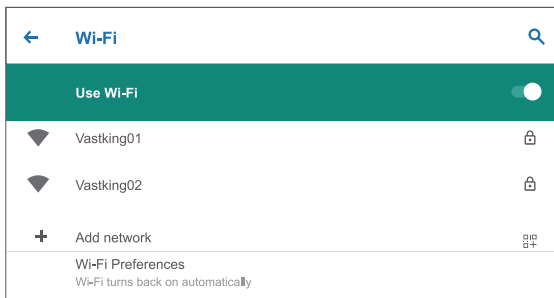 Wi-Fi
Use Wi-Fi
Vastking01
Vastking02
Add network
Wi-Fi Preferences
Wi-Fi turns back on automatically